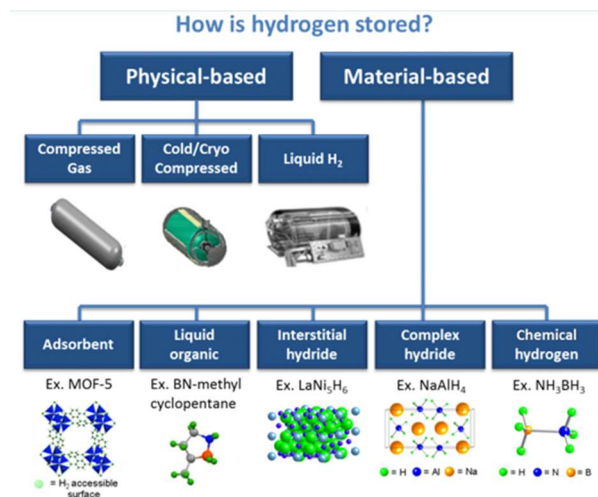 How is hydrogen stored?
Physical-based
Material-based
Compressed
Gas
Cold/Cryo
Compressed
Liquid H₂
Adsorbent
Liquid
organic
Interstitial
hydride
Complex
hydride
Chemical
hydrogen
Ex. MOF-5
Ex. BN-methyl
cyclopentane
Ex. LaNi₅H₆
Ex. NaAlH₄
Ex. NH₃BH₃
= H₂ accessible
surface
= H = Al = Na
= H = N = B